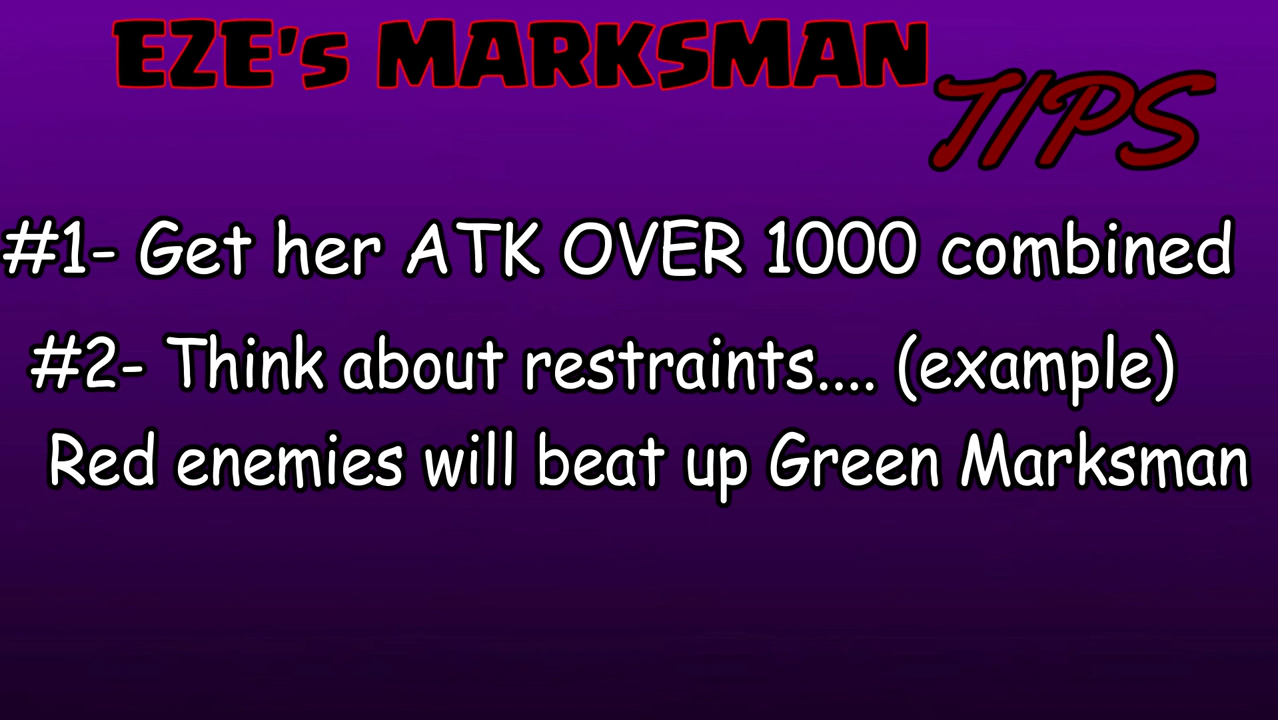 EZE's MARKSMAN
TIPS
#1- Get her ATK OVER 1000 combined
#2- Think about restraints.... (example)
Red enemies will beat up Green Marksman